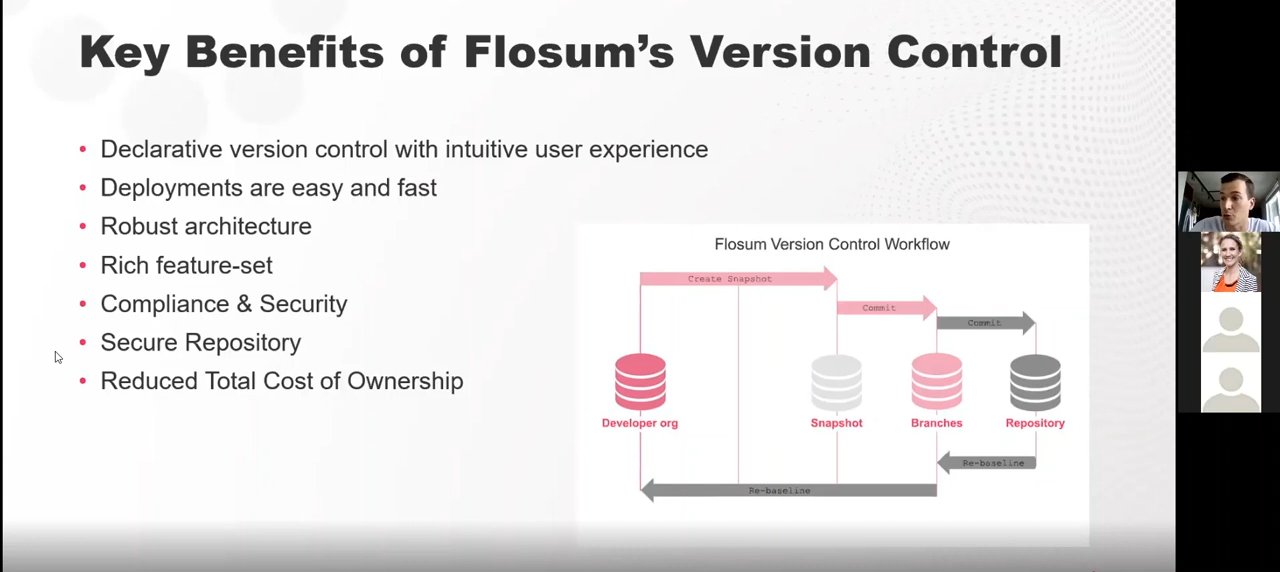 Key Benefits of Flosum's Version Control
• Declarative version control with intuitive user experience
• Deployments are easy and fast
• Robust architecture
• Rich feature-set
• Compliance & Security
• Secure Repository
• Reduced Total Cost of Ownership
Flosum Version Control Workflow
Create Snapshot
Commit
Commit
Developer org
Snapshot
Branches
Repository
Re-baseline
Re-baseline